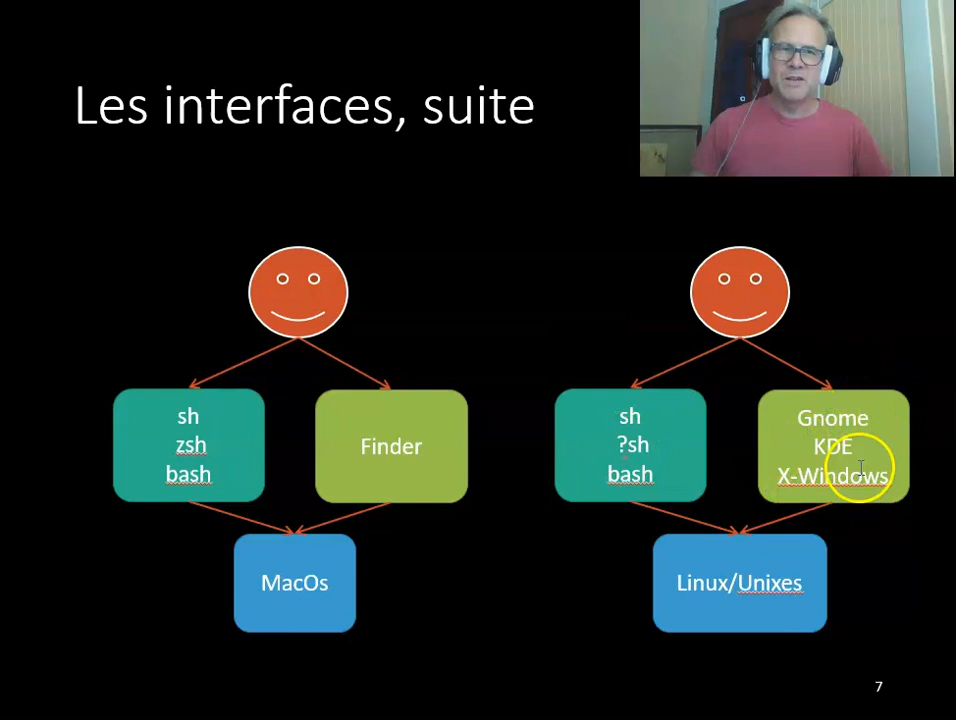 Les interfaces, suite
sh
zsh
bash
Finder
MacOs
sh
?sh
bash
Gnome
KDE
X-Windows
Linux/Unixes
7